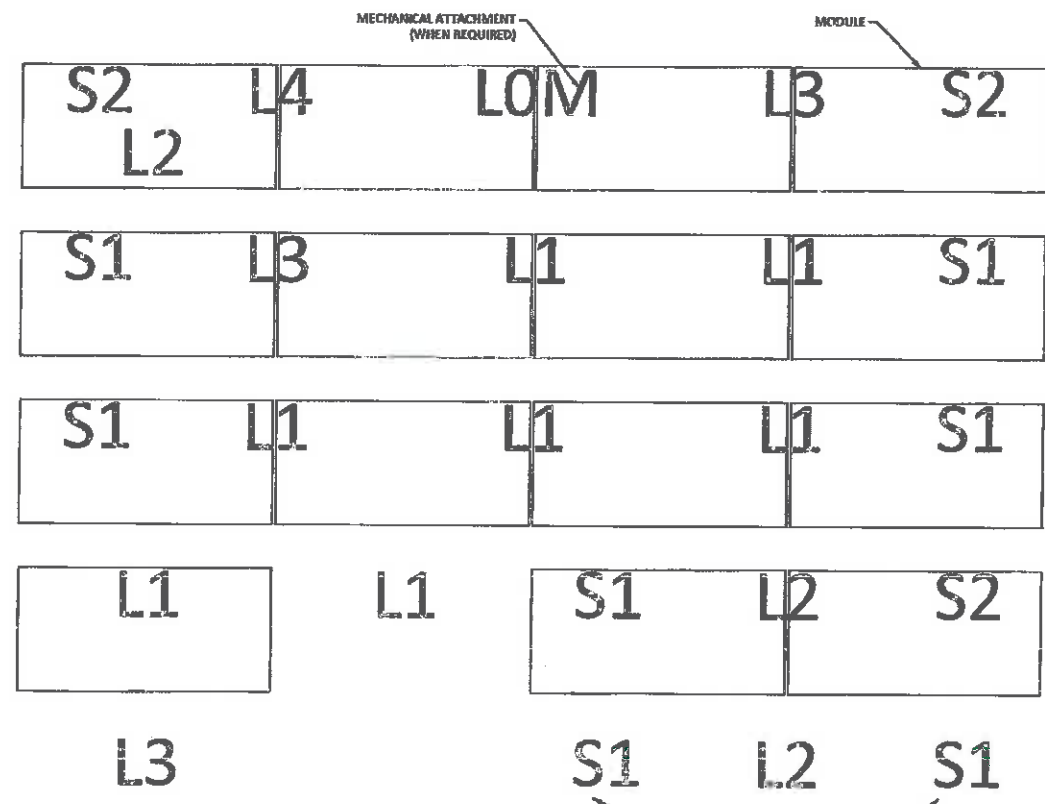 MECHANICAL ATTACHMENT
(WHEN REQUIRED)
MODULE
S2 L4 L0 M L3 S2
L2
S1 L3 L1 L1 S1
S1 L1 L1 L1 S1
L1 L1 S1 L2 S2
L3 S1 L2 S1